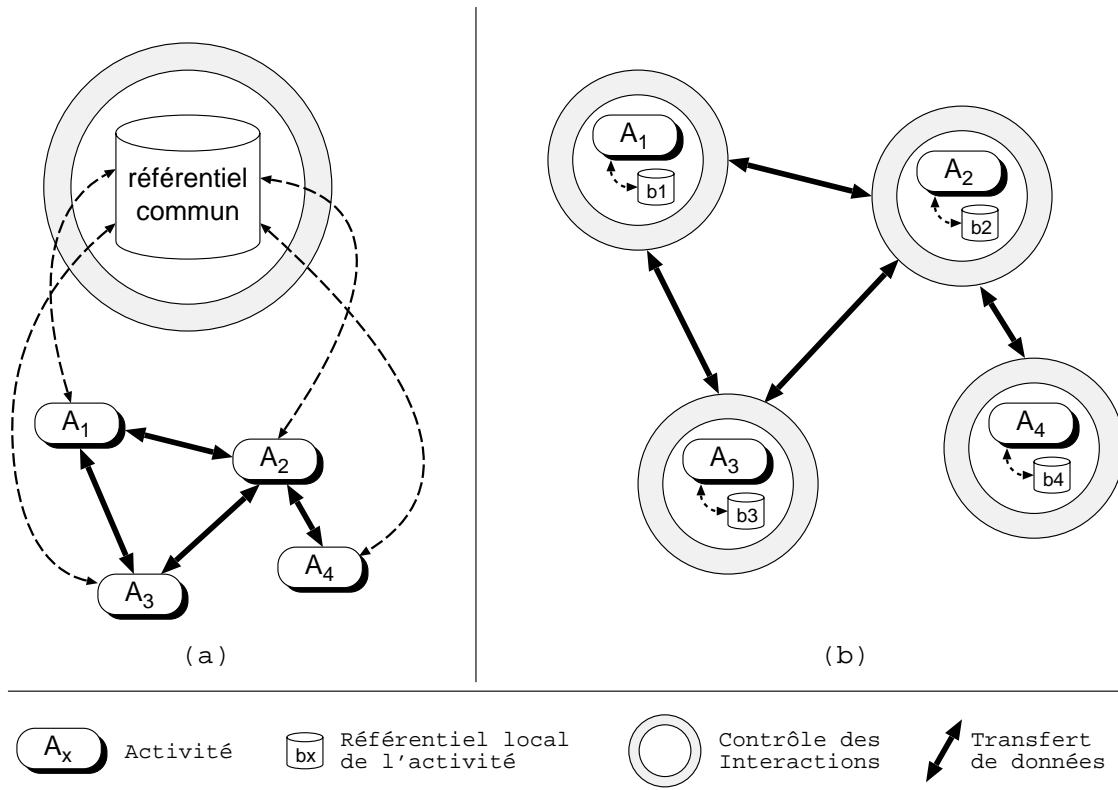 référentiel
commun
A1
A2
A3
A4
(a)
A1
b1
A2
b2
A3
b3
A4
b4
(b)
Ax
Activité
bx
Référentiel local
de l'activité
Contrôle des
Interactions
Transfert
de données